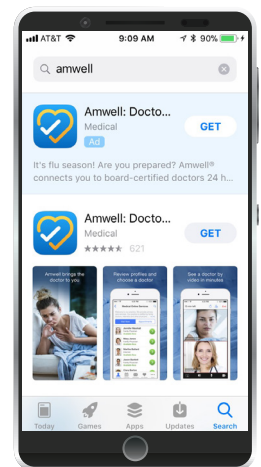 AT&T 9:09 AM 90%
amwell
Amwell: Docto...
Medical
GET
Ad
It's flu season! Are you prepared? Amwell®
connects you to board-certified doctors 24 h...
Amwell: Docto...
Medical
GET
621
Amwell brings the
doctor to you
Review profiles and
choose a doctor
See a doctor by
video in minutes
Today Games Apps Updates Search